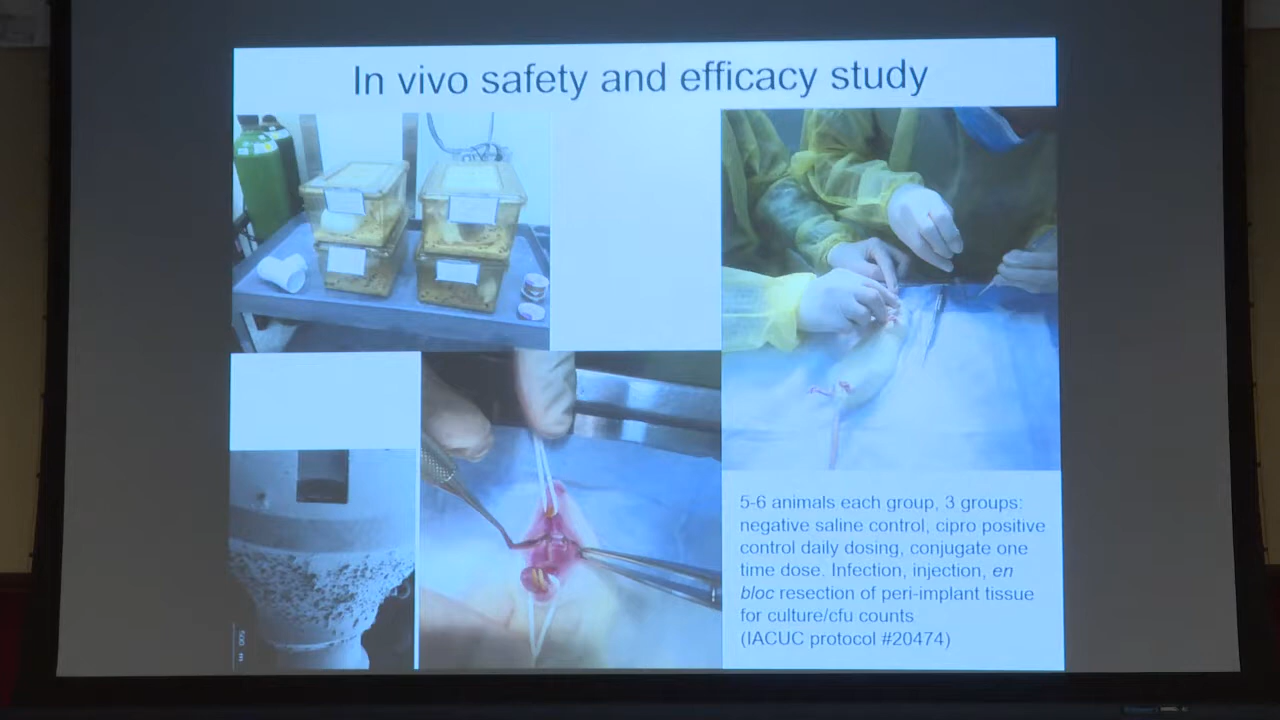 In vivo safety and efficacy study
5-6 animals each group, 3 groups:
negative saline control, cipro positive
control daily dosing, conjugate one
time dose. Infection, injection, en
bloc resection of peri-implant tissue
for culture/cfu counts
(IACUC protocol #20474)